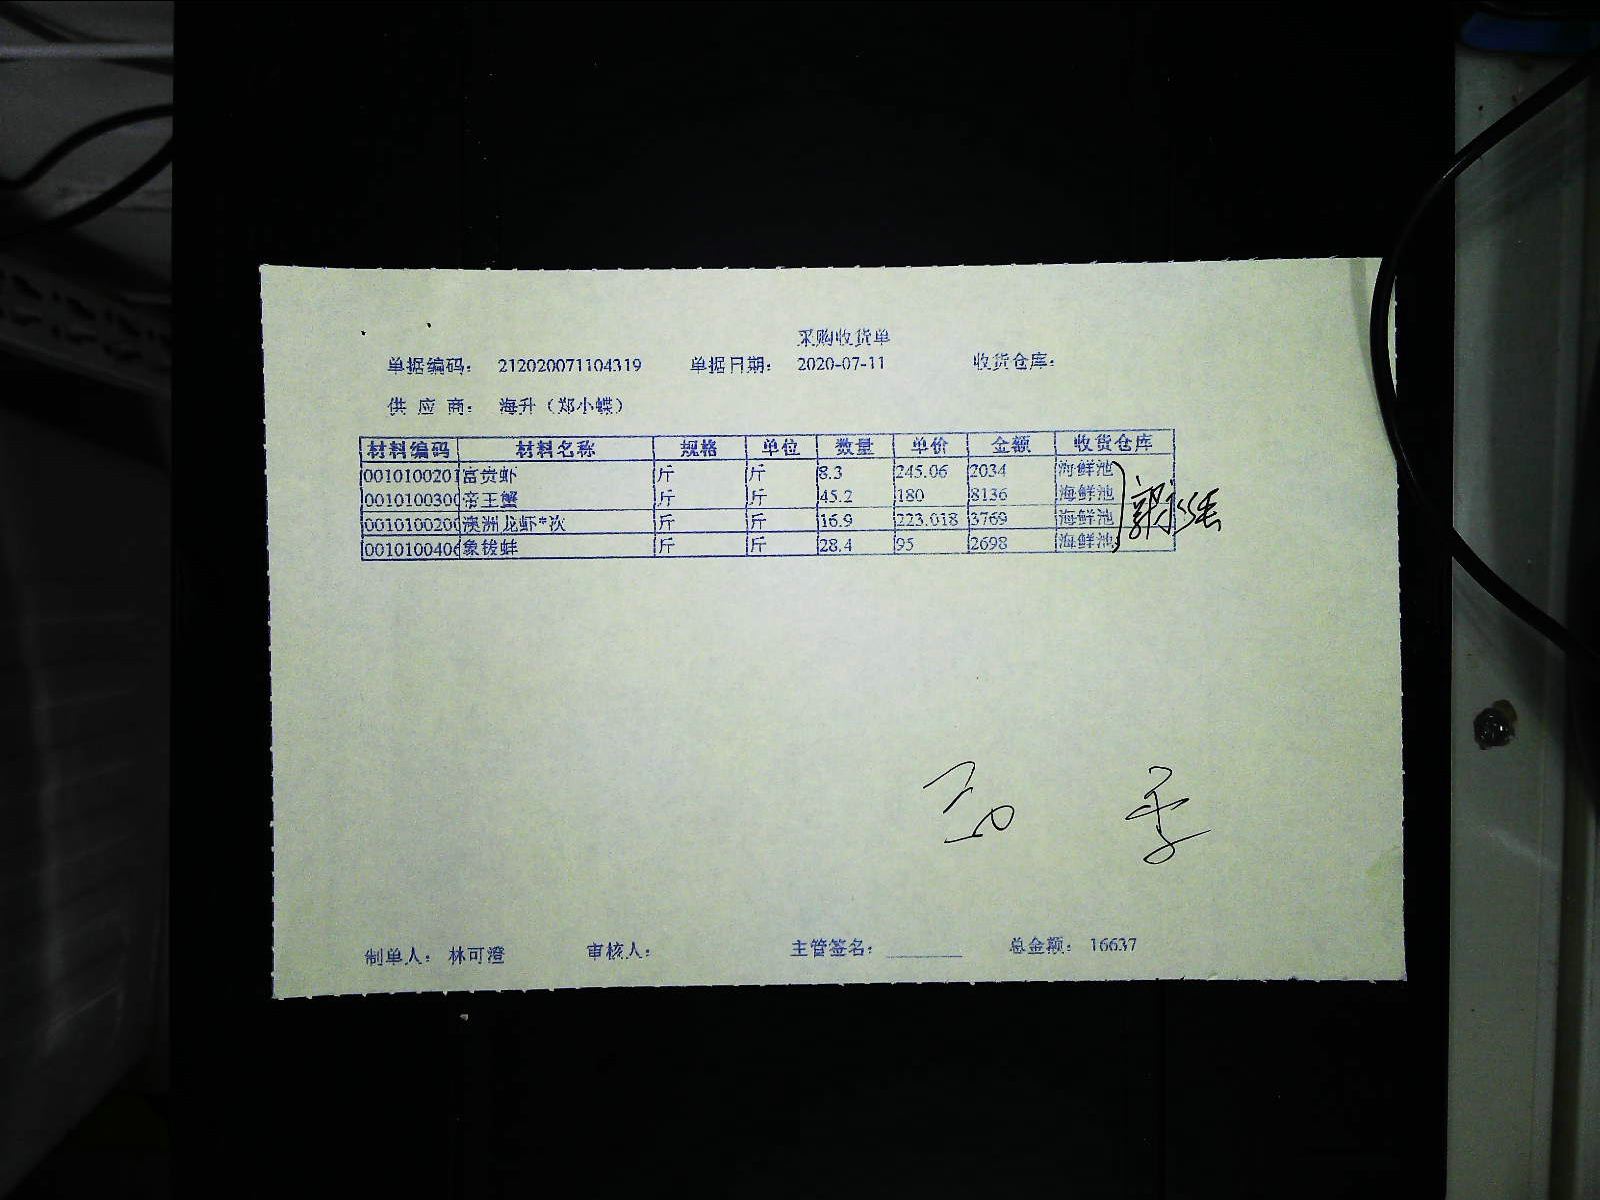 采购收货单
单据编码： 212020071104319 单据日期： 2020-07-11 收货仓库：
供 应 商： 海升（郑小蝶）
材料编码 材料名称 规格 单位 数量 单价 金额 收货仓库
0010100201 富贵虾 斤 斤 8.3 245.06 2034 海鲜池
001010030 帝王蟹 斤 斤 45.2 180 8136 海鲜池
001010020 澳洲龙虾*次 斤 斤 16.9 223.018 3769 海鲜池
001010040 象拔蚌 斤 斤 28.4 95 2698 海鲜池
制单人： 林可澄 审核人： 主管签名： 总金额： 16637